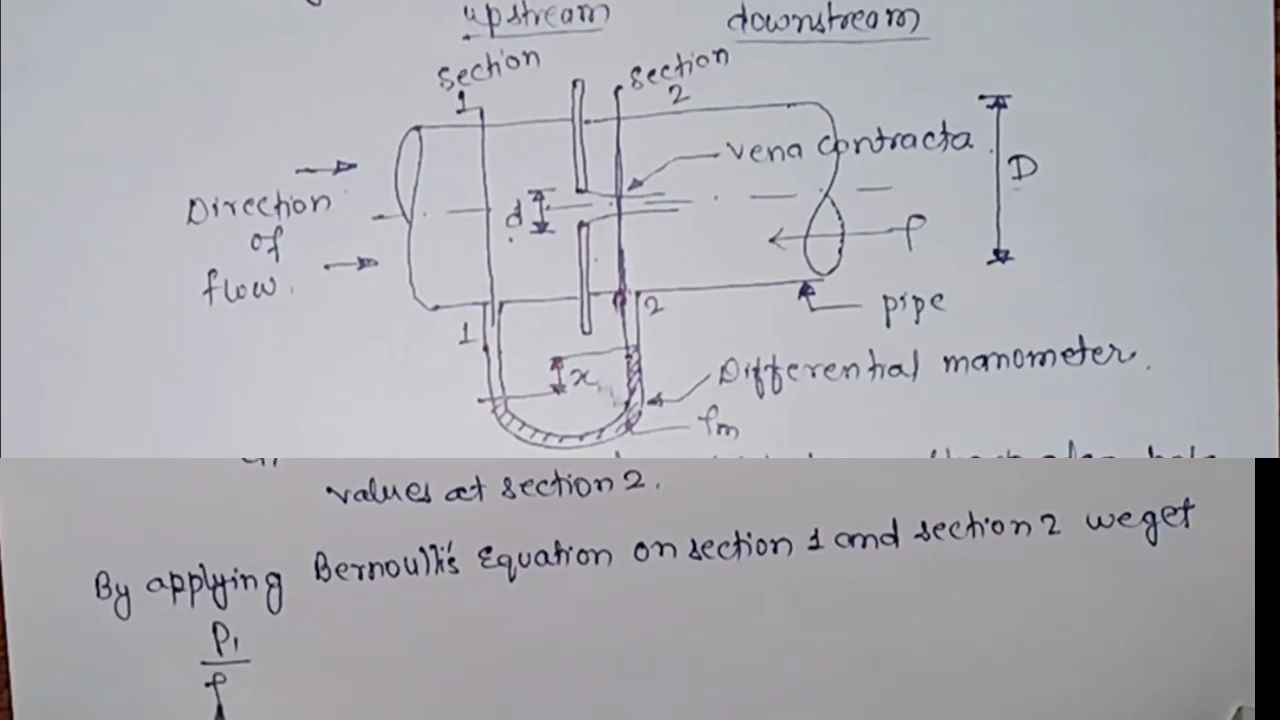 upstream
downstream
section
1
section
2
vena contracta
D
Direction
of
flow.
d
ρ
pipe
1
2
x
Differential manometer.
ρm
values at section 2.
By applying Bernoulli's Equation on section 1 and section 2 we get
P1
ρ